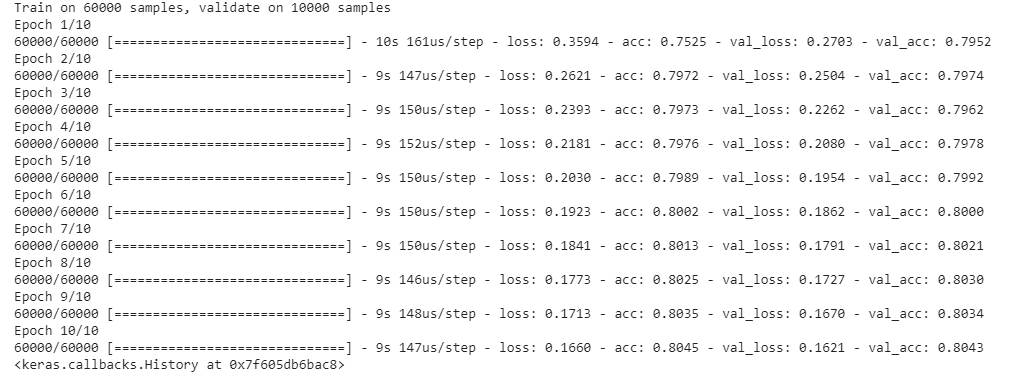 Train on 60000 samples, validate on 10000 samples
Epoch 1/10
60000/60000 [==============================] - 10s 161us/step - loss: 0.3594 - acc: 0.7525 - val_loss: 0.2703 - val_acc: 0.7952
Epoch 2/10
60000/60000 [==============================] - 9s 147us/step - loss: 0.2621 - acc: 0.7972 - val_loss: 0.2504 - val_acc: 0.7974
Epoch 3/10
60000/60000 [==============================] - 9s 150us/step - loss: 0.2393 - acc: 0.7973 - val_loss: 0.2262 - val_acc: 0.7962
Epoch 4/10
60000/60000 [==============================] - 9s 152us/step - loss: 0.2181 - acc: 0.7976 - val_loss: 0.2080 - val_acc: 0.7978
Epoch 5/10
60000/60000 [==============================] - 9s 150us/step - loss: 0.2030 - acc: 0.7989 - val_loss: 0.1954 - val_acc: 0.7992
Epoch 6/10
60000/60000 [==============================] - 9s 150us/step - loss: 0.1923 - acc: 0.8002 - val_loss: 0.1862 - val_acc: 0.8000
Epoch 7/10
60000/60000 [==============================] - 9s 150us/step - loss: 0.1841 - acc: 0.8013 - val_loss: 0.1791 - val_acc: 0.8021
Epoch 8/10
60000/60000 [==============================] - 9s 146us/step - loss: 0.1773 - acc: 0.8025 - val_loss: 0.1727 - val_acc: 0.8030
Epoch 9/10
60000/60000 [==============================] - 9s 148us/step - loss: 0.1713 - acc: 0.8035 - val_loss: 0.1670 - val_acc: 0.8034
Epoch 10/10
60000/60000 [==============================] - 9s 147us/step - loss: 0.1660 - acc: 0.8045 - val_loss: 0.1621 - val_acc: 0.8043
<keras.callbacks.History at 0x7f605db6bac8>